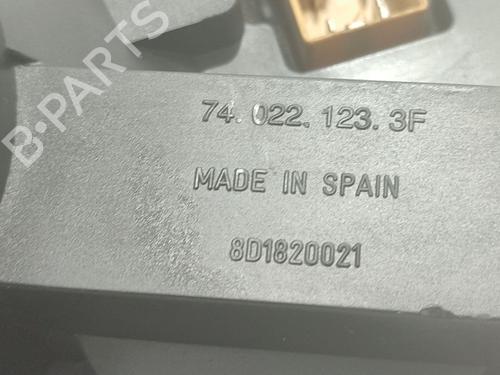 B-PARTS
74.022.123.3F
MADE IN SPAIN
8D1820021